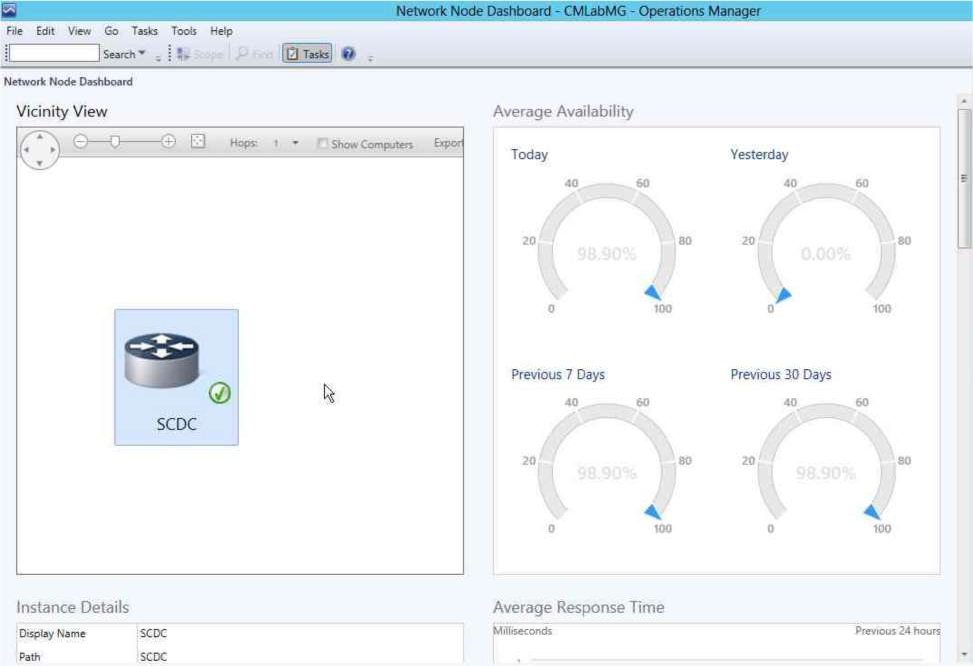 Network Node Dashboard - CMLabMG - Operations Manager
File Edit View Go Tasks Tools Help
Search Scope Find Tasks
Network Node Dashboard
Vicinity View
Hops: 1 Show Computers Export
SCDC
Instance Details
Display Name SCDC
Path SCDC
Average Availability
Today
20 40 60 80
98.90%
0 100
Yesterday
20 40 60 80
0.00%
0 100
Previous 7 Days
20 40 60 80
98.90%
0 100
Previous 30 Days
20 40 60 80
98.90%
0 100
Average Response Time
Milliseconds Previous 24 hours